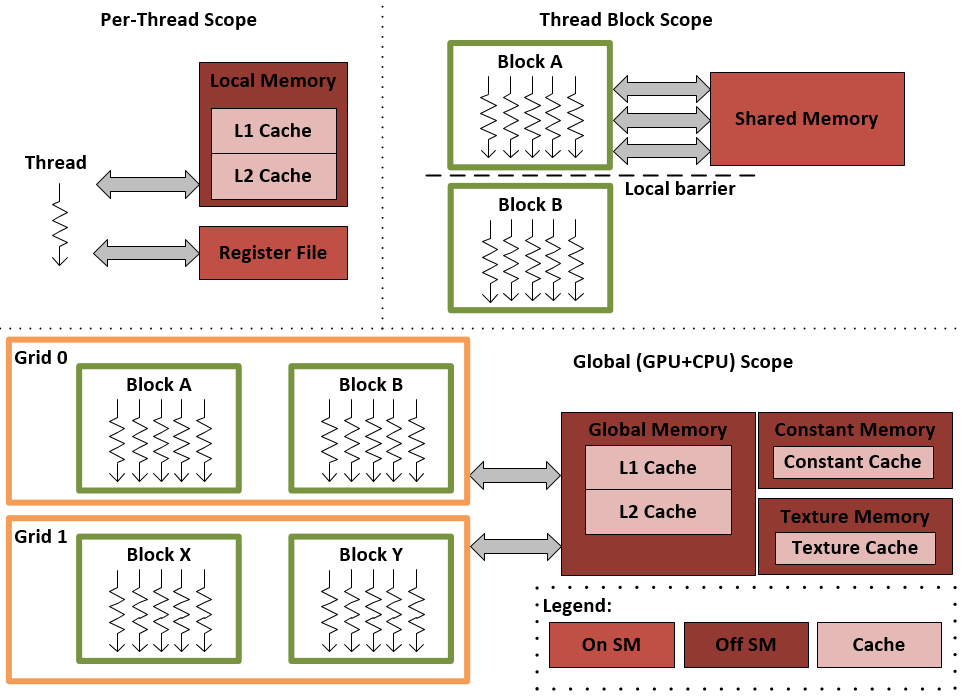 Per-Thread Scope
Thread
Local Memory
L1 Cache
L2 Cache
Register File
Thread Block Scope
Block A
Shared Memory
Local barrier
Block B
Global (GPU+CPU) Scope
Grid 0
Block A
Block B
Grid 1
Block X
Block Y
Global Memory
L1 Cache
L2 Cache
Constant Memory
Constant Cache
Texture Memory
Texture Cache
Legend:
On SM
Off SM
Cache